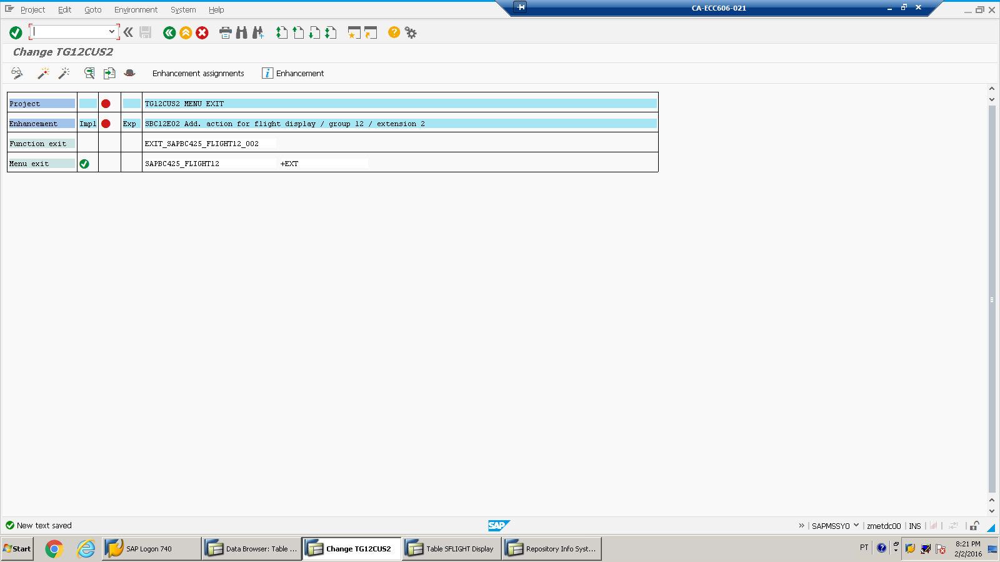 Project Edit Goto Environment System Help
CA-ECC606-021
Change TG12CUS2
Enhancement assignments i Enhancement
Project TG12CUS2 MENU EXIT
Enhancement Impl Exp SBC12E02 Add. action for flight display / group 12 / extension 2
Function exit EXIT_SAPBC425_FLIGHT12_002
Menu exit SAPBC425_FLIGHT12 +EXT
New text saved
SAP
» SAPMSSY0 zmetdc00 INS
Start SAP Logon 740 Data Browser: Table ... Change TG12CUS2 Table SFLIGHT Display Repository Info Syst... PT 8:21 PM
2/2/2016